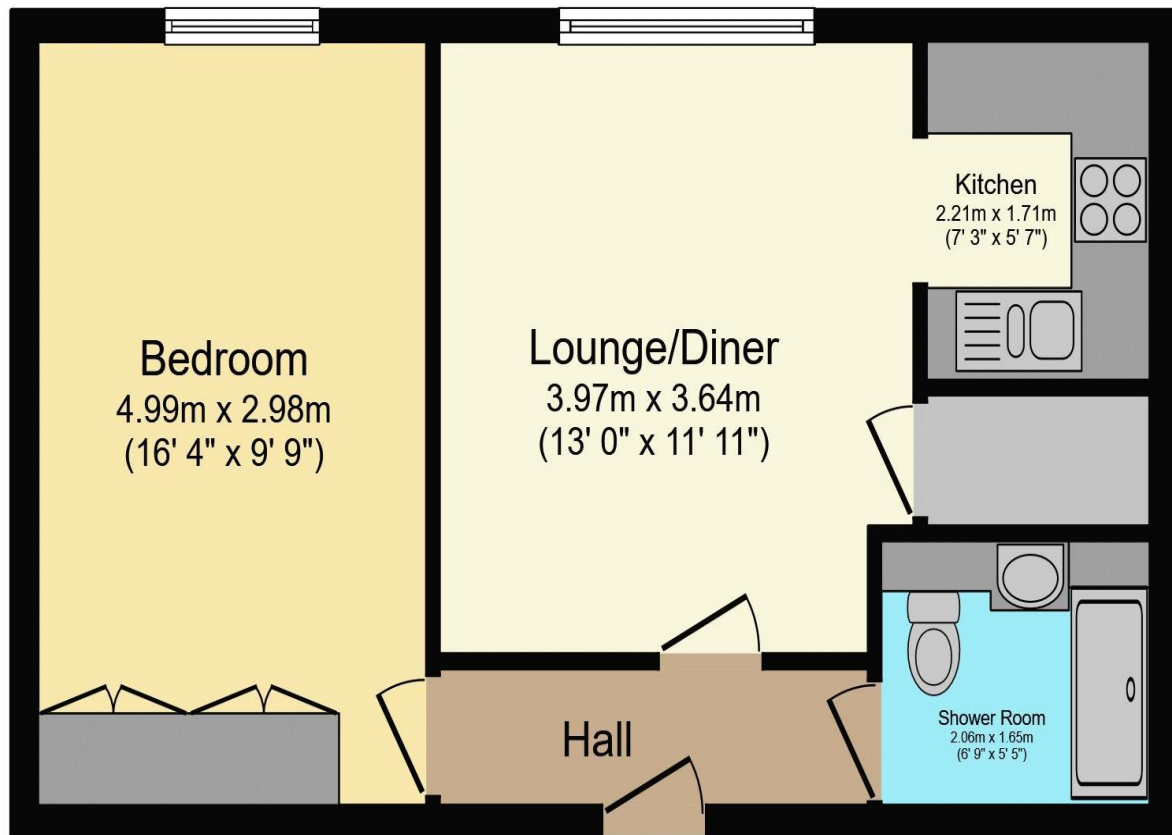 Bedroom
4.99m x 2.98m
(16' 4" x 9' 9")
Lounge/Diner
3.97m x 3.64m
(13' 0" x 11' 11")
Kitchen
2.21m x 1.71m
(7' 3" x 5' 7")
Hall
Shower Room
2.06m x 1.65m
(6' 9" x 5' 5")